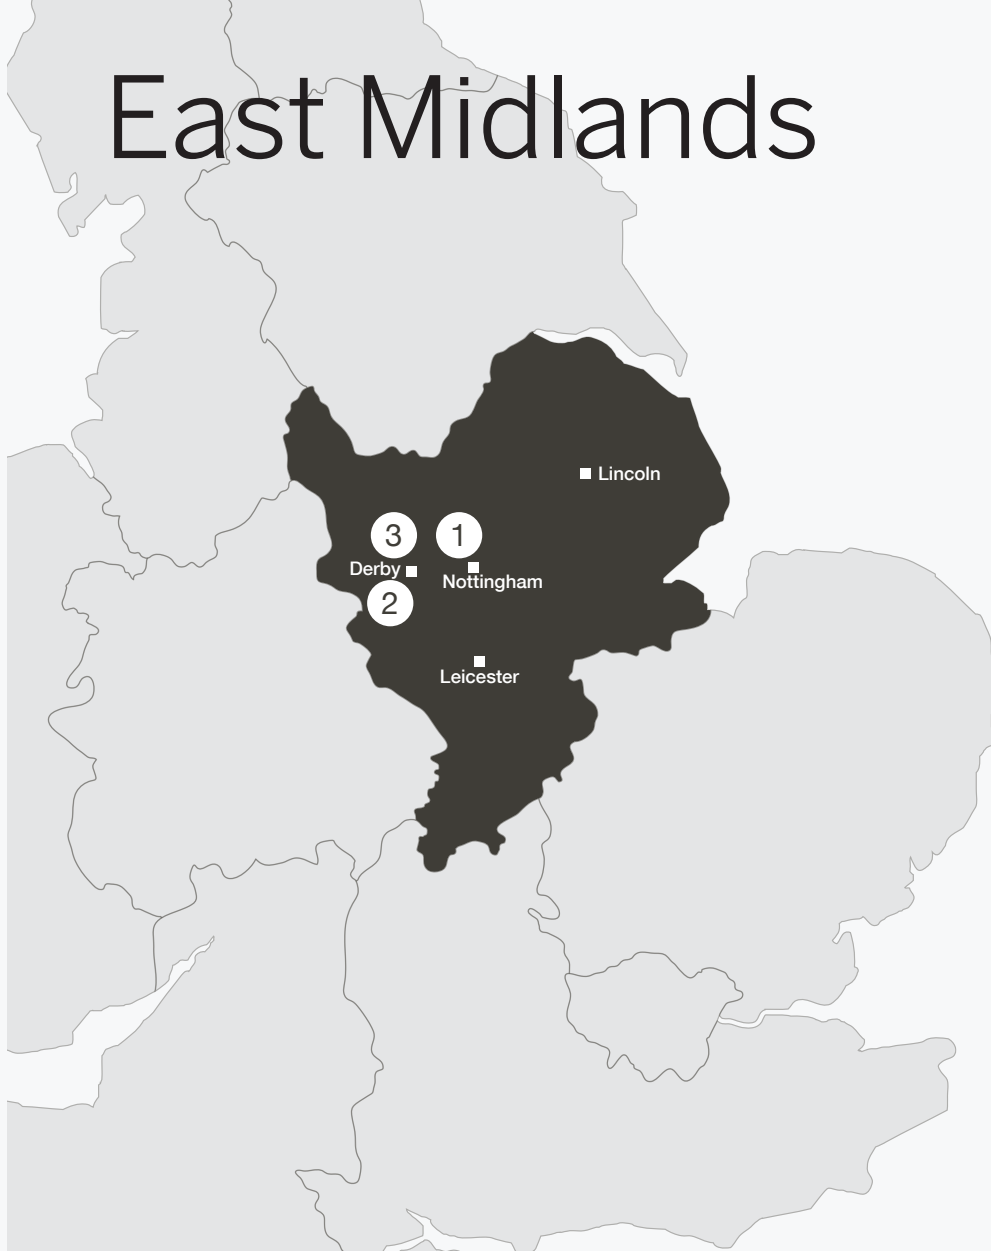 East Midlands
Lincoln
3
1
Derby
Nottingham
2
Leicester